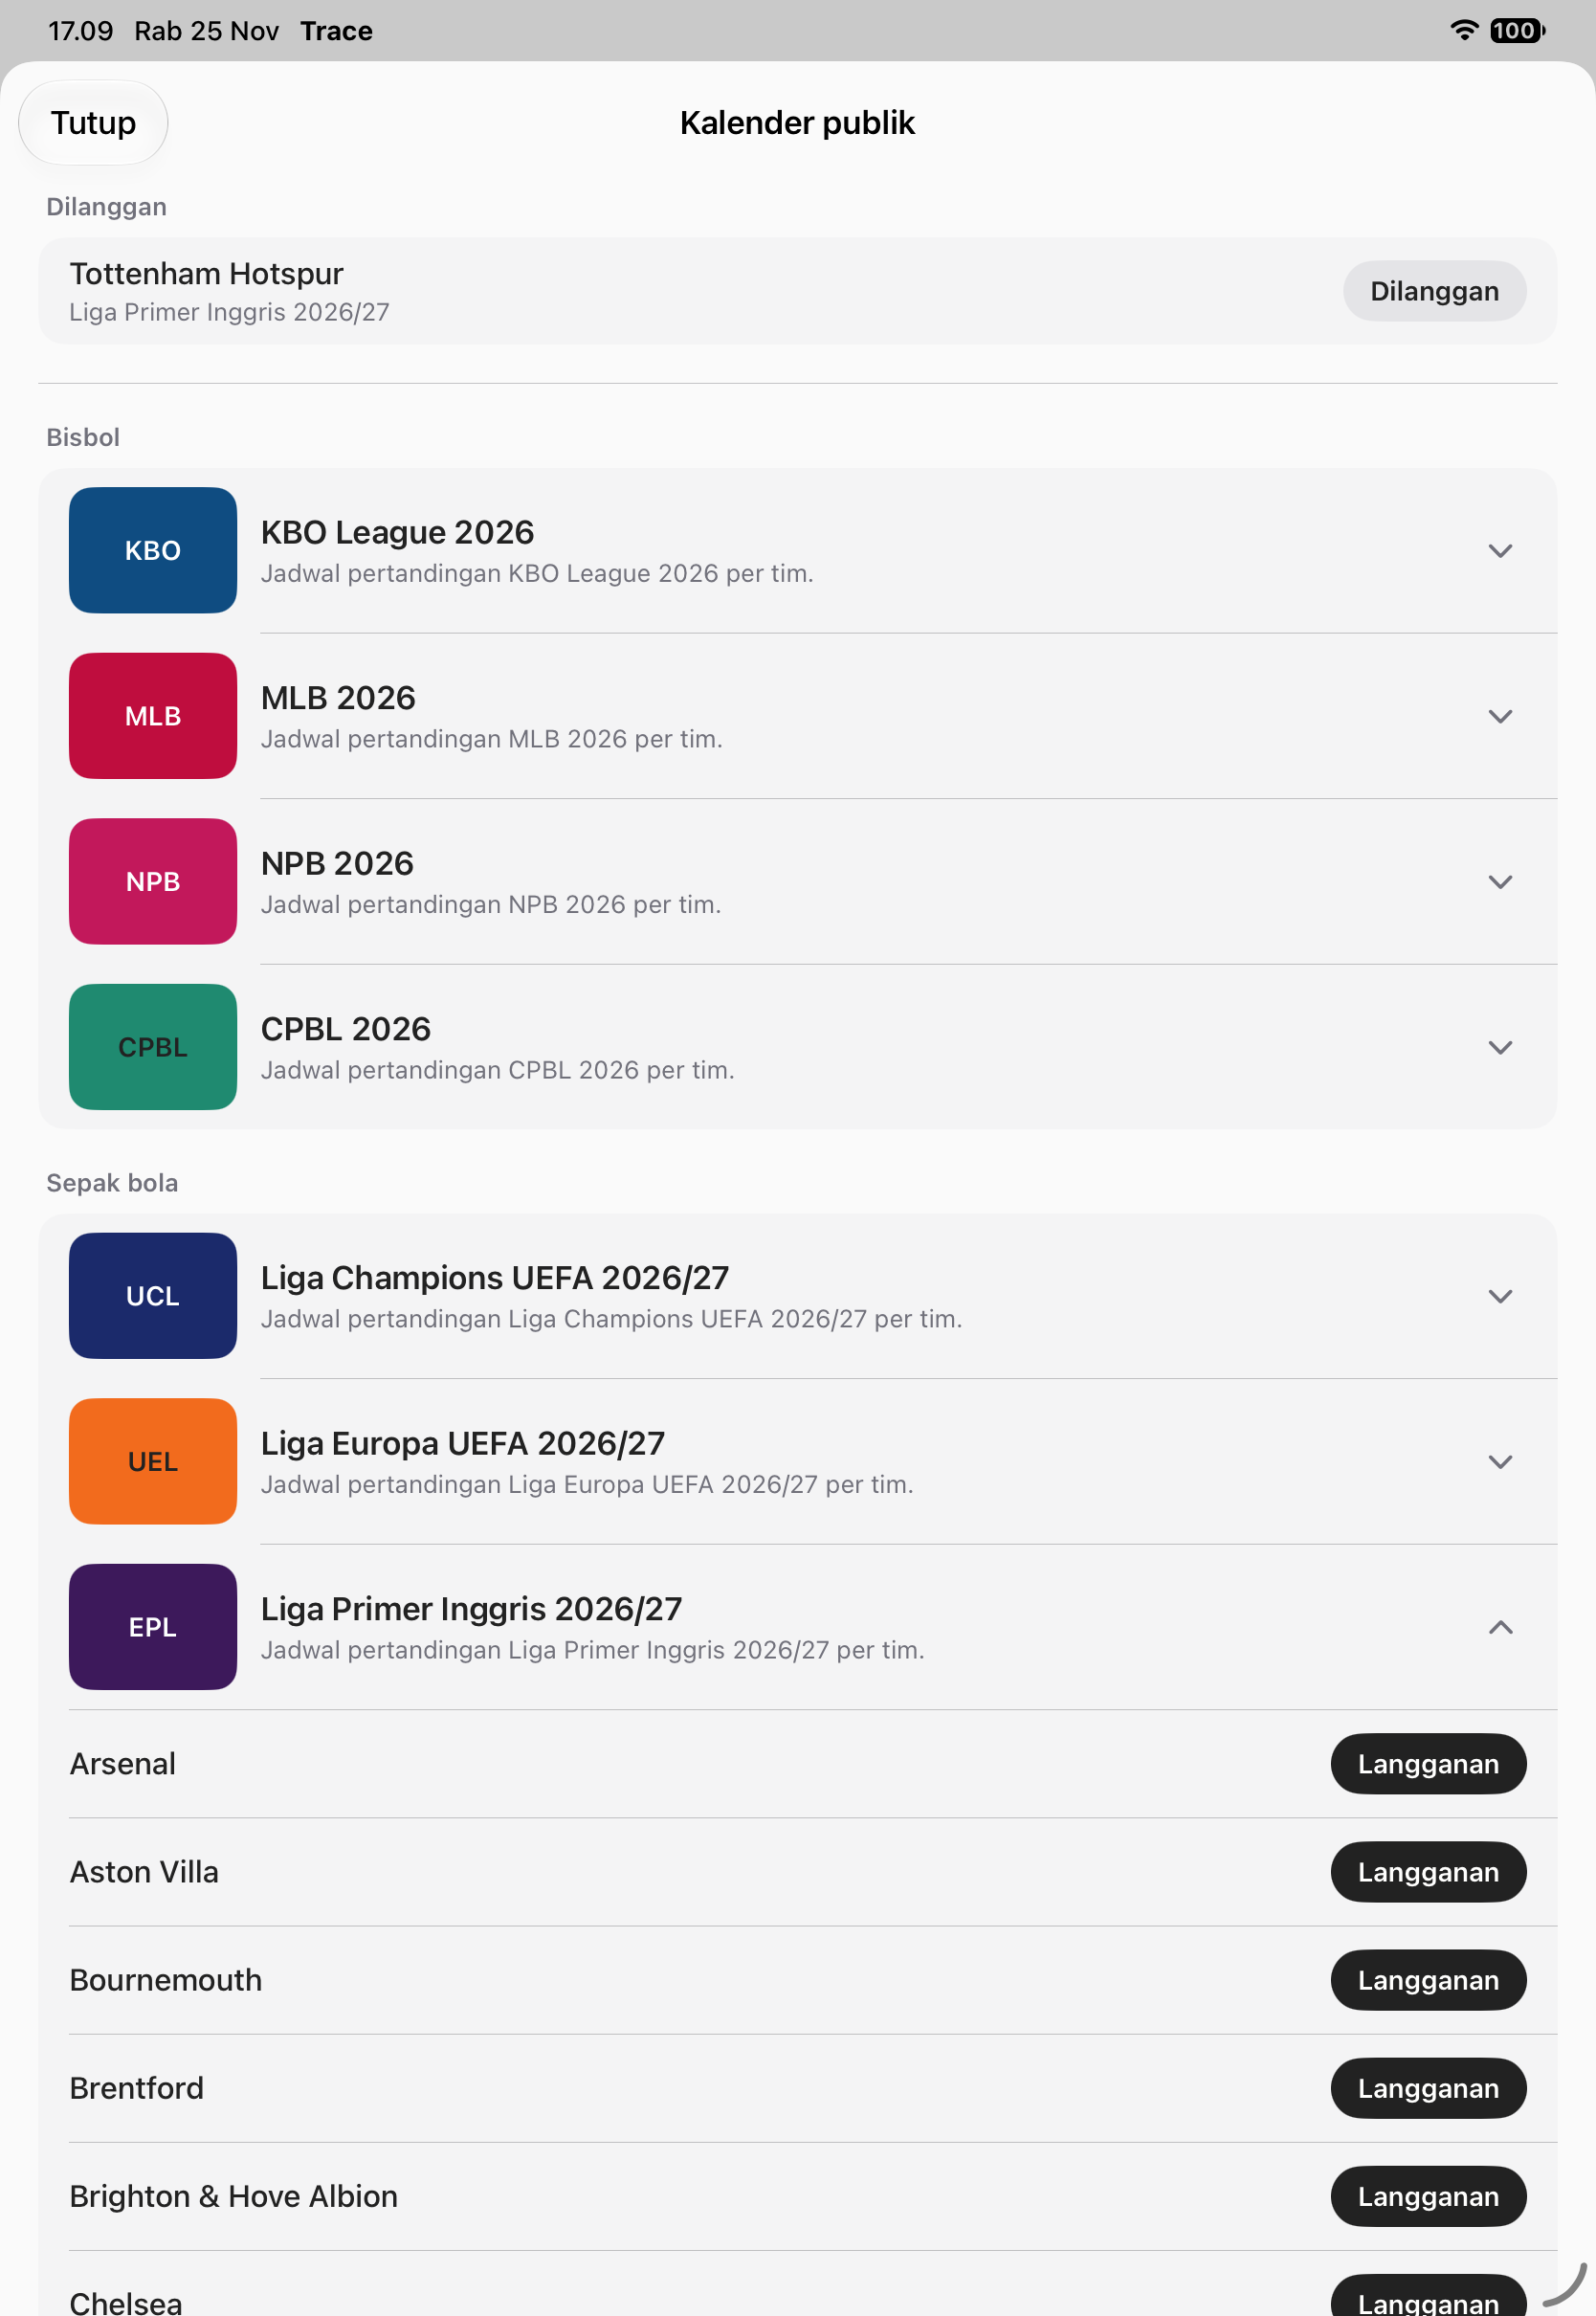 17.09 Rab 25 Nov Trace
100
Tutup
Kalender publik
Dilanggan
Tottenham Hotspur
Liga Primer Inggris 2026/27
Dilanggan
Bisbol
KBO
KBO League 2026
Jadwal pertandingan KBO League 2026 per tim.
MLB
MLB 2026
Jadwal pertandingan MLB 2026 per tim.
NPB
NPB 2026
Jadwal pertandingan NPB 2026 per tim.
CPBL
CPBL 2026
Jadwal pertandingan CPBL 2026 per tim.
Sepak bola
UCL
Liga Champions UEFA 2026/27
Jadwal pertandingan Liga Champions UEFA 2026/27 per tim.
UEL
Liga Europa UEFA 2026/27
Jadwal pertandingan Liga Europa UEFA 2026/27 per tim.
EPL
Liga Primer Inggris 2026/27
Jadwal pertandingan Liga Primer Inggris 2026/27 per tim.
Arsenal
Langganan
Aston Villa
Langganan
Bournemouth
Langganan
Brentford
Langganan
Brighton & Hove Albion
Langganan
Chelsea
Langganan